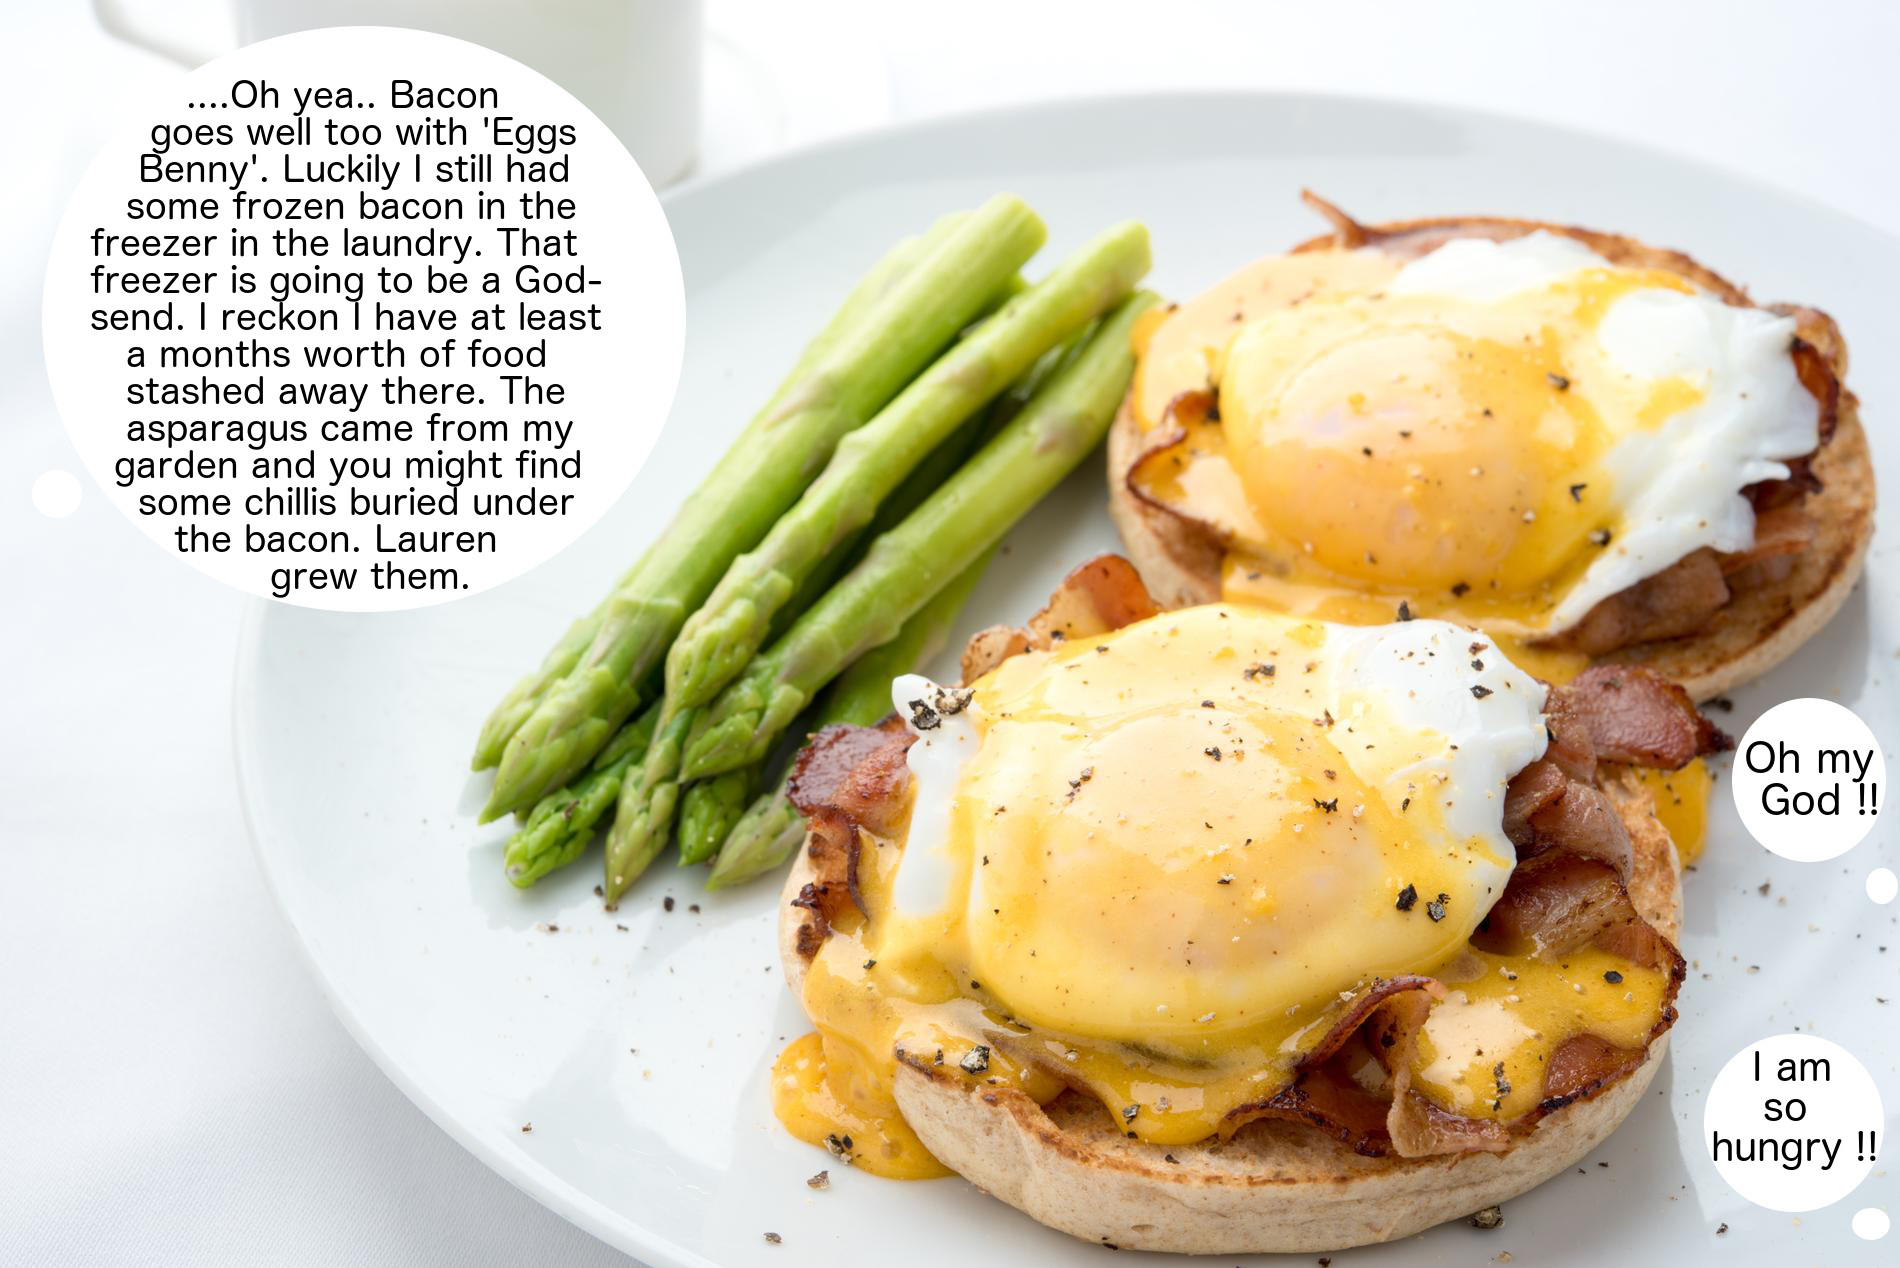 ....Oh yea.. Bacon
goes well too with 'Eggs
Benny'. Luckily I still had
some frozen bacon in the
freezer in the laundry. That
freezer is going to be a God-
send. I reckon I have at least
a months worth of food
stashed away there. The
asparagus came from my
garden and you might find
some chillis buried under
the bacon. Lauren
grew them.
Oh my
God !!
I am
so
hungry !!